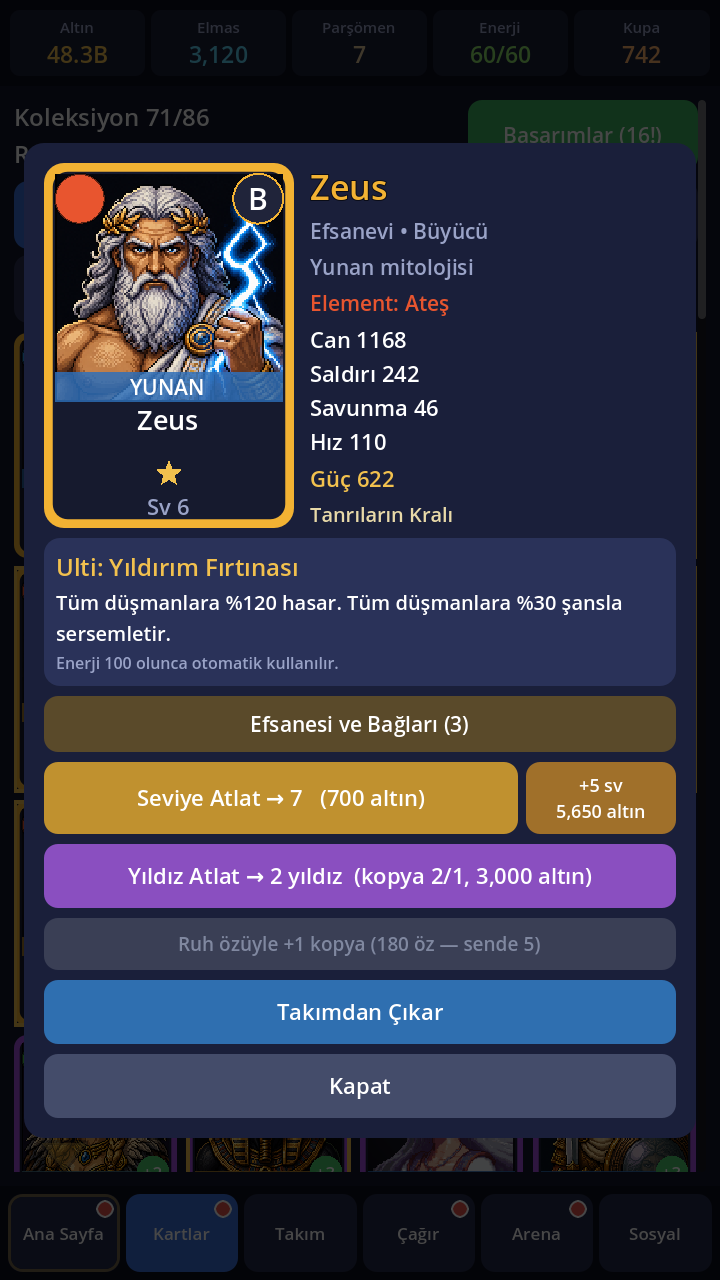 Altın
Elmas
Parşömen
Enerji
Kupa
48.3B
3,120
7
60/60
742
Koleksiyon 71/86
Basarımlar (16!)
B
YUNAN
Zeus
Sv 6
Zeus
Efsanevi • Büyücü
Yunan mitolojisi
Element: Ateş
Can 1168
Saldırı 242
Savunma 46
Hız 110
Güç 622
Tanrıların Kralı
Ulti: Yıldırım Fırtınası
Tüm düşmanlara %120 hasar. Tüm düşmanlara %30 şansla
sersemletir.
Enerji 100 olunca otomatik kullanılır.
Efsanesi ve Bağları (3)
Seviye Atlat → 7 (700 altın)
+5 sv
5,650 altın
Yıldız Atlat → 2 yıldız (kopya 2/1, 3,000 altın)
Ruh özüyle +1 kopya (180 öz — sende 5)
Takımdan Çıkar
Kapat
Ana Sayfa
Kartlar
Takım
Çağır
Arena
Sosyal